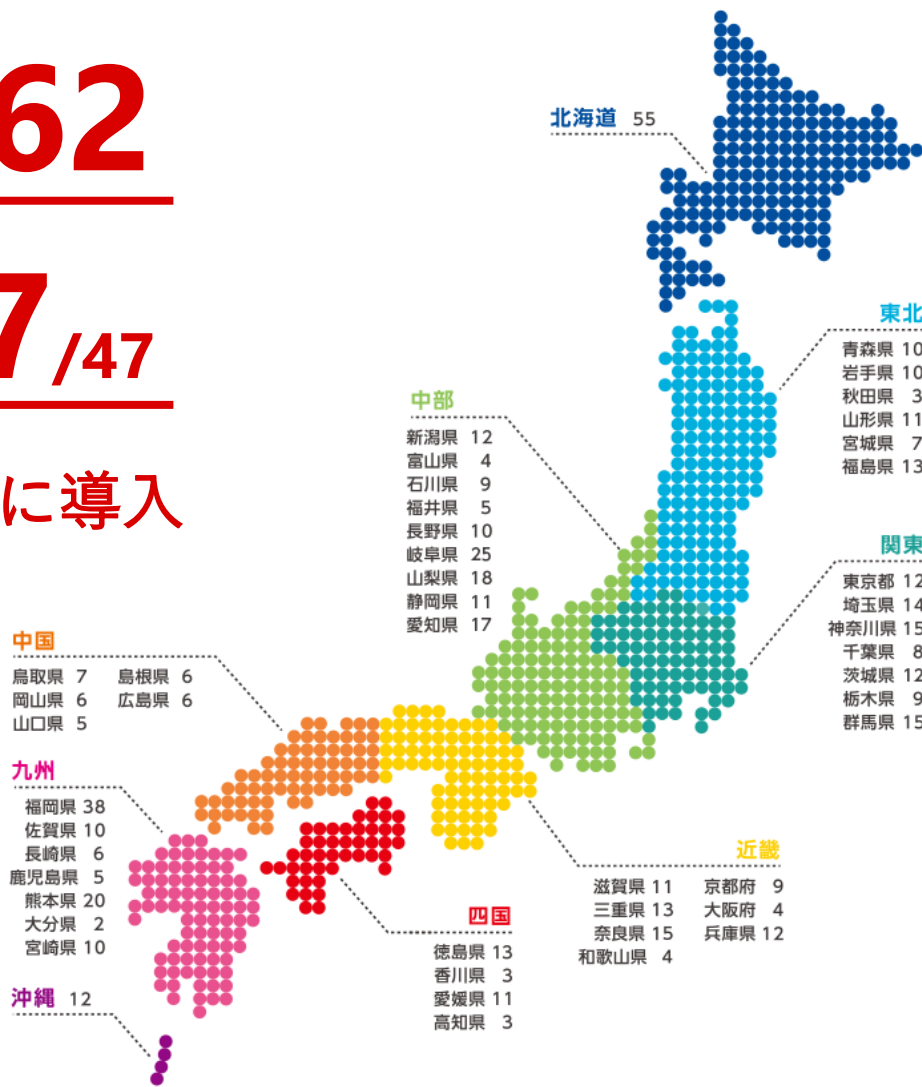 62
7/47
に導入
北海道 55
東北
青森県 10
岩手県 10
秋田県 3
山形県 11
宮城県 7
福島県 13
中部
新潟県 12
富山県 4
石川県 9
福井県 5
長野県 10
岐阜県 25
山梨県 18
静岡県 11
愛知県 17
関東
東京都 12
埼玉県 14
神奈川県 15
千葉県 8
茨城県 12
栃木県 9
群馬県 15
中国
鳥取県 7 島根県 6
岡山県 6 広島県 6
山口県 5
九州
福岡県 38
佐賀県 10
長崎県 6
鹿児島県 5
熊本県 20
大分県 2
宮崎県 10
近畿
滋賀県 11 京都府 9
三重県 13 大阪府 4
奈良県 15 兵庫県 12
和歌山県 4
四国
徳島県 13
香川県 3
愛媛県 11
高知県 3
沖縄 12